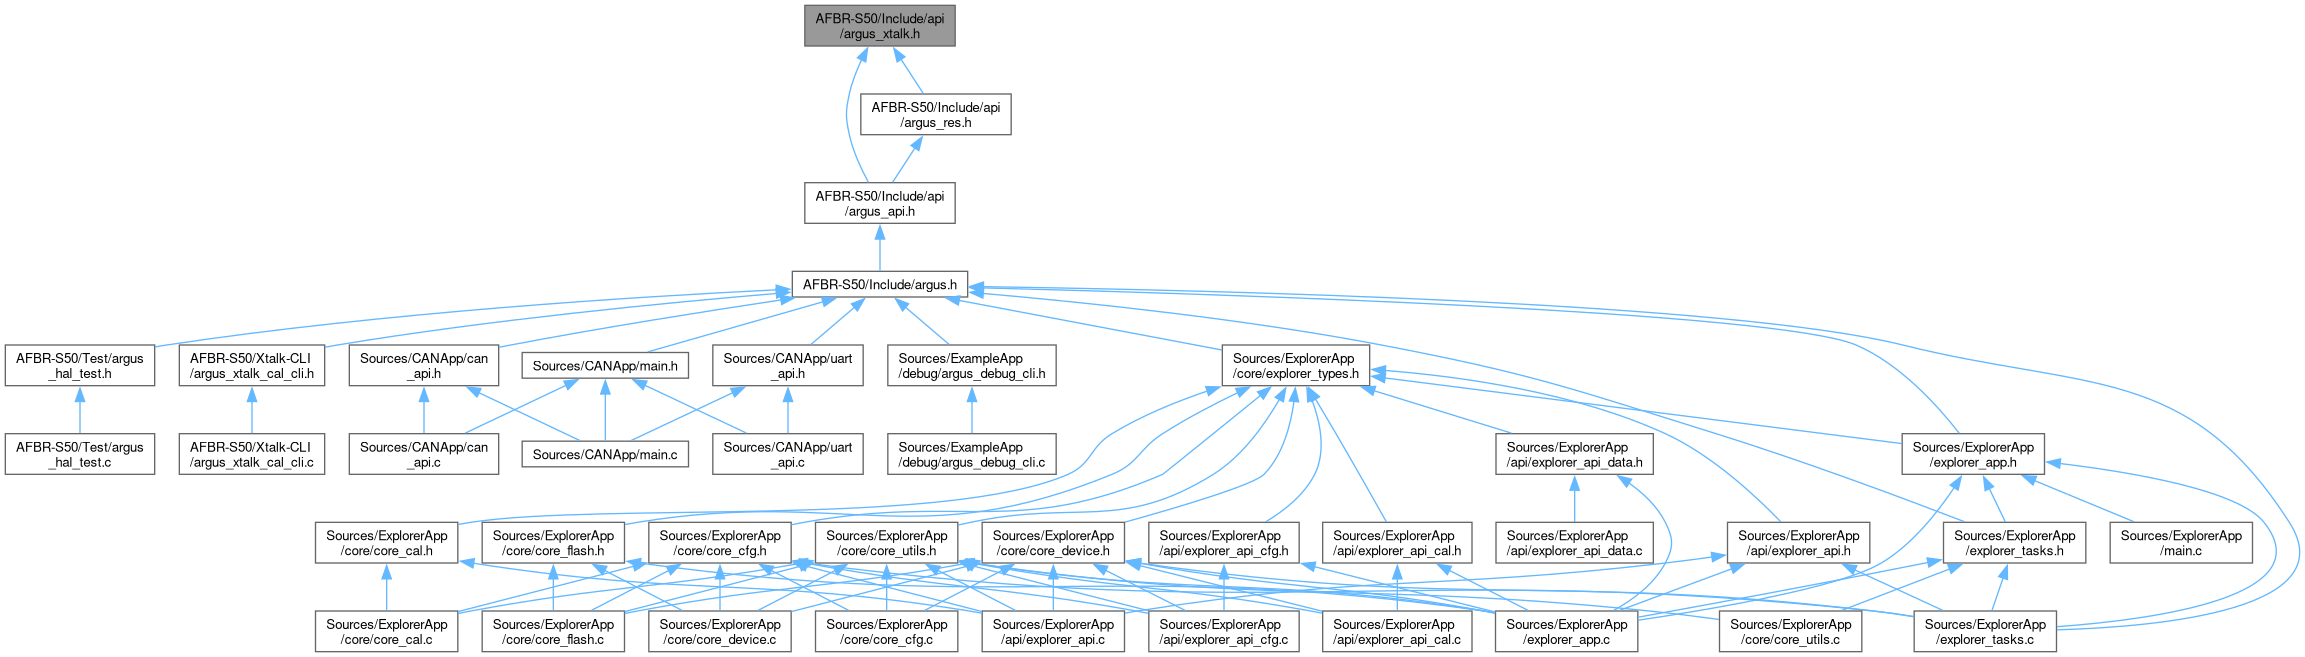 AFBR-S50/Include/api
/argus_xtalk.h
AFBR-S50/Include/api
/argus_res.h
AFBR-S50/Include/api
/argus_api.h
AFBR-S50/Include/argus.h
AFBR-S50/Test/argus
_hal_test.h
AFBR-S50/Xtalk-CLI
/argus_xtalk_cal_cli.h
Sources/CANApp/can
_api.h
Sources/CANApp/main.h
Sources/CANApp/uart
_api.h
Sources/ExampleApp
/debug/argus_debug_cli.h
Sources/ExplorerApp
/core/explorer_types.h
AFBR-S50/Test/argus
_hal_test.c
AFBR-S50/Xtalk-CLI
/argus_xtalk_cal_cli.c
Sources/CANApp/can
_api.c
Sources/CANApp/main.c
Sources/CANApp/uart
_api.c
Sources/ExampleApp
/debug/argus_debug_cli.c
Sources/ExplorerApp
/api/explorer_api_data.h
Sources/ExplorerApp
/explorer_app.h
Sources/ExplorerApp
/core/core_cal.h
Sources/ExplorerApp
/core/core_flash.h
Sources/ExplorerApp
/core/core_cfg.h
Sources/ExplorerApp
/core/core_utils.h
Sources/ExplorerApp
/core/core_device.h
Sources/ExplorerApp
/api/explorer_api_cfg.h
Sources/ExplorerApp
/api/explorer_api_cal.h
Sources/ExplorerApp
/api/explorer_api_data.c
Sources/ExplorerApp
/api/explorer_api.h
Sources/ExplorerApp
/explorer_tasks.h
Sources/ExplorerApp
/main.c
Sources/ExplorerApp
/core/core_cal.c
Sources/ExplorerApp
/core/core_flash.c
Sources/ExplorerApp
/core/core_device.c
Sources/ExplorerApp
/core/core_cfg.c
Sources/ExplorerApp
/api/explorer_api.c
Sources/ExplorerApp
/api/explorer_api_cfg.c
Sources/ExplorerApp
/api/explorer_api_cal.c
Sources/ExplorerApp
/explorer_app.c
Sources/ExplorerApp
/core/core_utils.c
Sources/ExplorerApp
/explorer_tasks.c